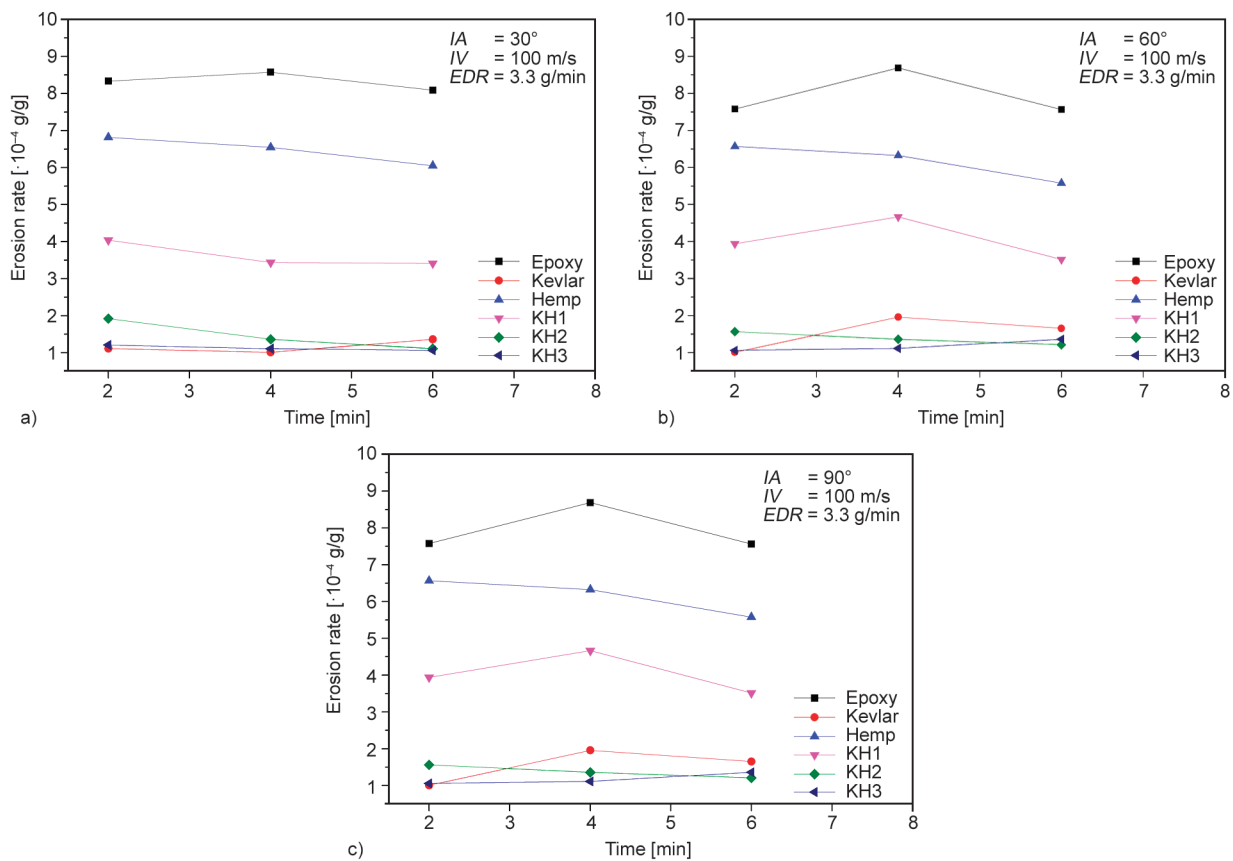 Erosion rate [·10⁻⁴ g/g]
10
9
8
7
6
5
4
3
2
1
IA = 30°
IV = 100 m/s
EDR = 3.3 g/min
Epoxy
Kevlar
Hemp
KH1
KH2
KH3
2 3 4 5 6 7 8
Time [min]
a)
Erosion rate [·10⁻⁴ g/g]
10
9
8
7
6
5
4
3
2
1
IA = 60°
IV = 100 m/s
EDR = 3.3 g/min
Epoxy
Kevlar
Hemp
KH1
KH2
KH3
2 3 4 5 6 7 8
Time [min]
b)
Erosion rate [·10⁻⁴ g/g]
10
9
8
7
6
5
4
3
2
1
IA = 90°
IV = 100 m/s
EDR = 3.3 g/min
Epoxy
Kevlar
Hemp
KH1
KH2
KH3
2 3 4 5 6 7 8
Time [min]
c)